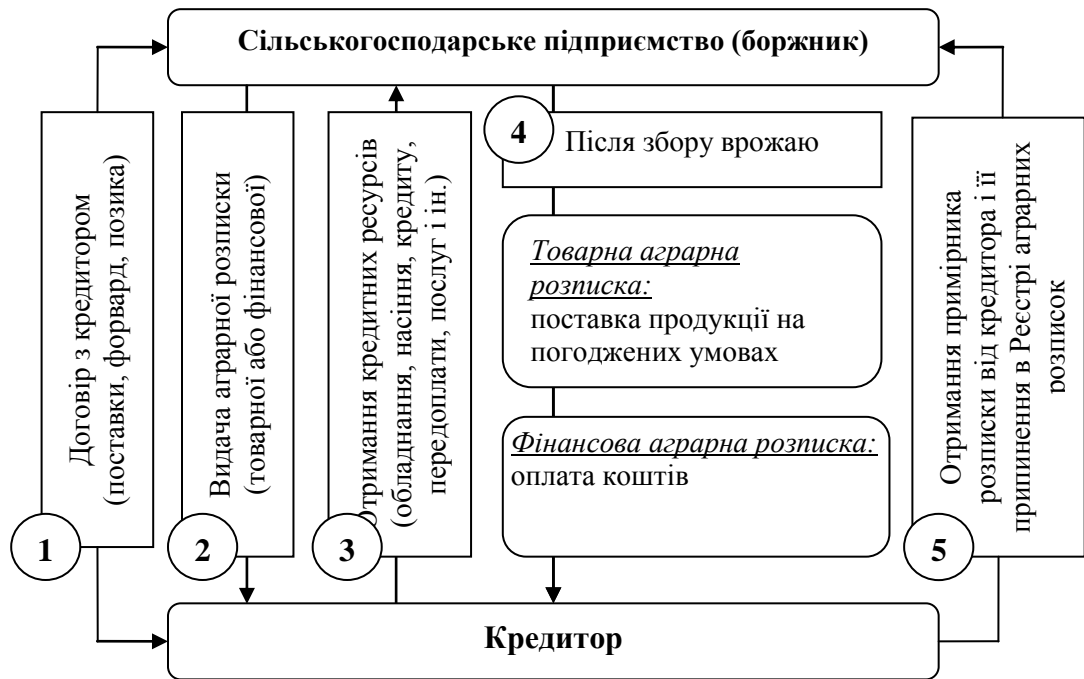 Сільськогосподарське підприємство (боржник)
1
Договір з кредитором
(поставки, форвард, позика)
2
Видача аграрної розписки
(товарної або фінансової)
3
Отримання кредитних ресурсів
(обладнання, насіння, кредиту,
передоплати, послуг і ін.)
4
Після збору врожаю
Товарна аграрна
розписка:
поставка продукції на
погоджених умовах
Фінансова аграрна розписка:
оплата коштів
5
Отримання примірника
розписки від кредитора і її
припинення в Реєстрі аграрних
розписок
Кредитор